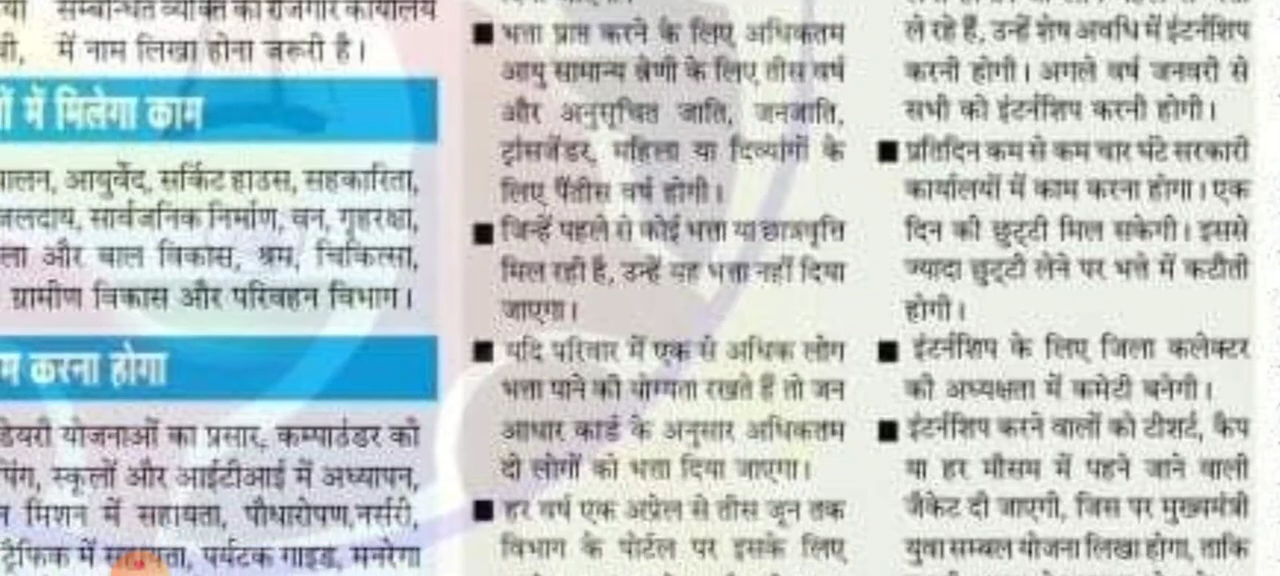 सम्बन्धित व्यक्ति का रोजगार कार्यालय
में नाम लिखा होना जरूरी है।
में मिलेगा काम
पालन, आयुर्वेद, सर्किट हाउस, सहकारिता,
जलदाय, सार्वजनिक निर्माण, वन, गृहरक्षा,
ला और बाल विकास, श्रम, चिकित्सा,
ग्रामीण विकास और परिवहन विभाग।
म करना होगा
डेयरी योजनाओं का प्रसार, कम्पाउंडर को
पिंग, स्कूलों और आईटीआई में अध्यापन,
न मिशन में सहायता, पौधारोपण,नर्सरी,
ट्रैफिक में सहायता, पर्यटक गाइड, मनरेगा
■ भत्ता प्राप्त करने के लिए अधिकतम
आयु सामान्य श्रेणी के लिए तीस वर्ष
और अनुसूचित जाति, जनजाति,
ट्रांसजेंडर, महिला या दिव्यांगों के
लिए पैंतीस वर्ष होगी।
■ जिन्हें पहले से कोई भत्ता या छात्रवृत्ति
मिल रही है, उन्हें यह भत्ता नहीं दिया
जाएगा।
■ यदि परिवार में एक से अधिक लोग
भत्ता पाने की योग्यता रखते हैं तो जन
आधार कार्ड के अनुसार अधिकतम
दो लोगों को भत्ता दिया जाएगा।
■ हर वर्ष एक अप्रेल से तीस जून तक
विभाग के पोर्टल पर इसके लिए
ले रहे हैं, उन्हें शेष अवधि में इंटर्नशिप
करनी होगी। अगले वर्ष जनवरी से
सभी को इंटर्नशिप करनी होगी।
■ प्रतिदिन कम से कम चार घंटे सरकारी
कार्यालयों में काम करना होगा। एक
दिन की छुट्टी मिल सकेगी। इससे
ज्यादा छुट्टी लेने पर भत्ते में कटौती
होगी।
■ इंटर्नशिप के लिए जिला कलेक्टर
की अध्यक्षता में कमेटी बनेगी।
■ इंटर्नशिप करने वालों को टीशर्ट, कैप
या हर मौसम में पहने जाने वाली
जैकेट दी जाएगी, जिस पर मुख्यमंत्री
युवा सम्बल योजना लिखा होगा, ताकि